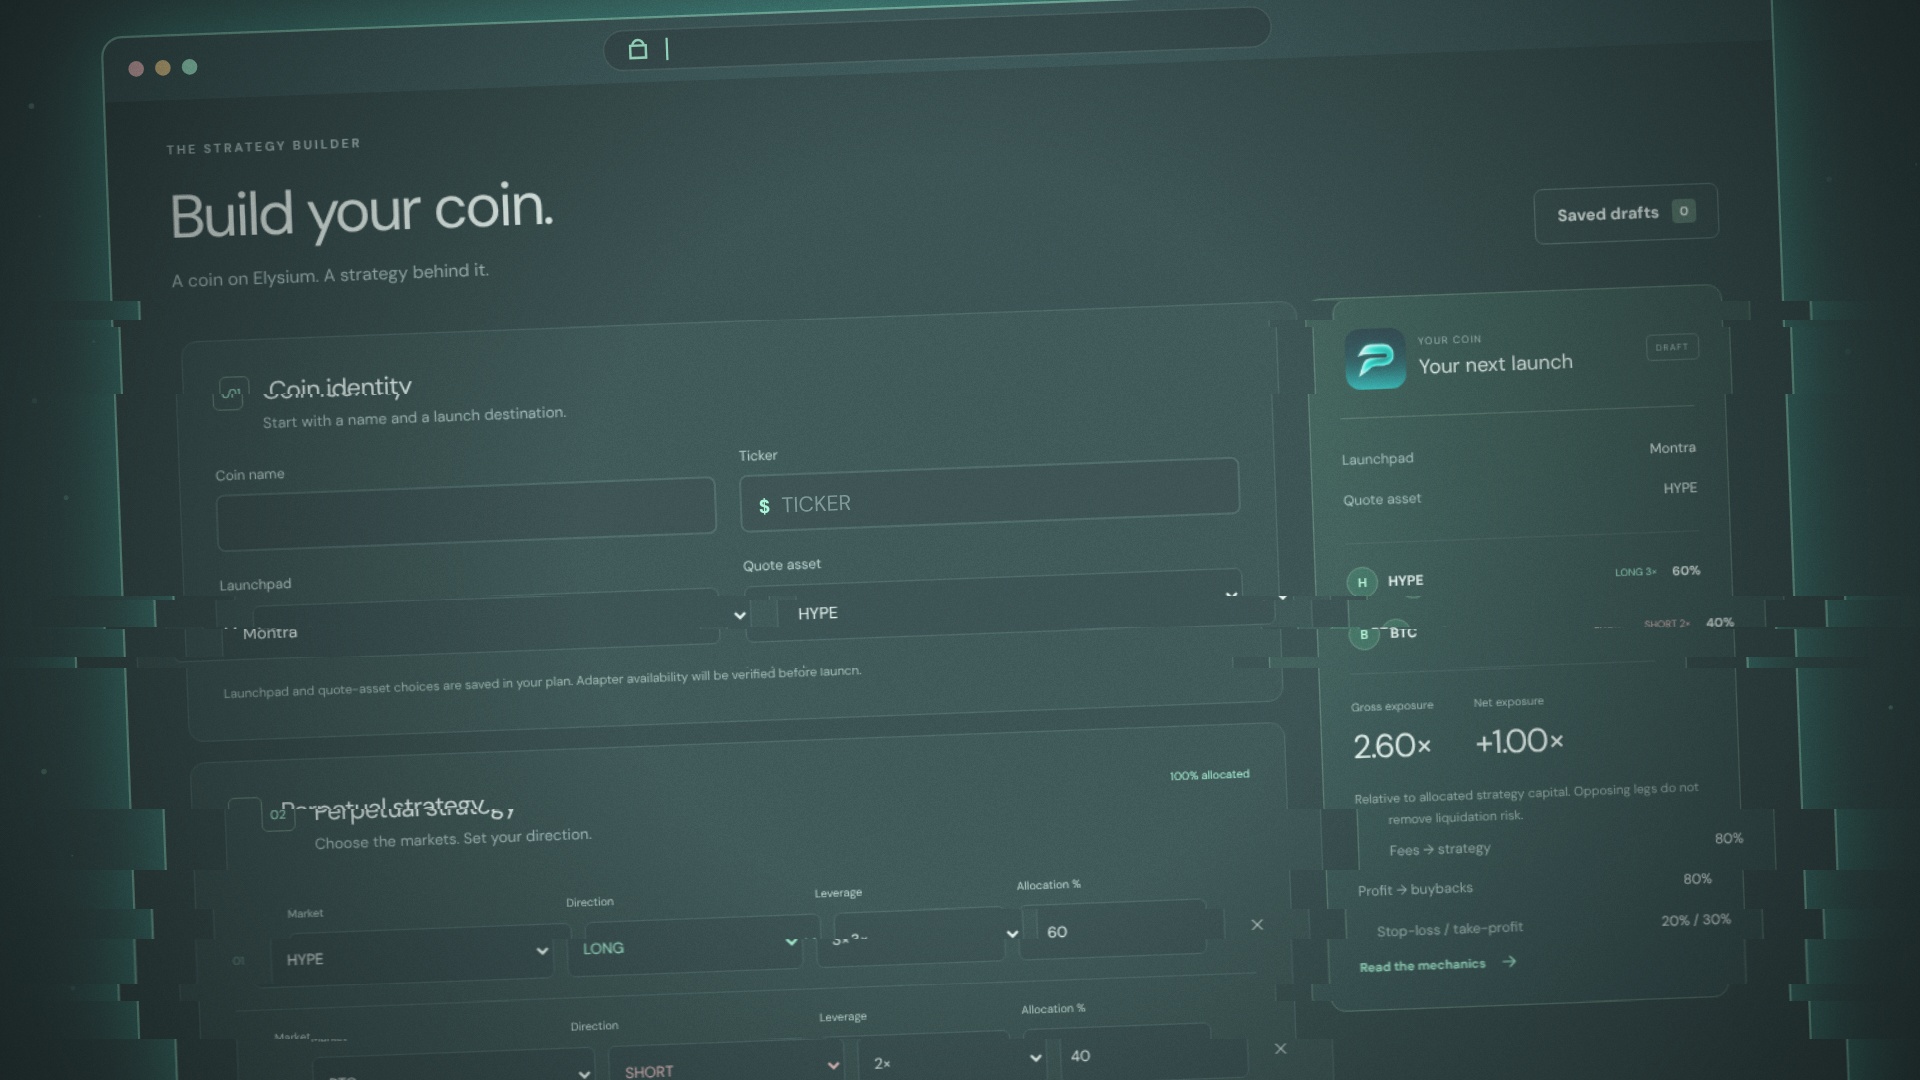 THE STRATEGY BUILDER
Build your coin.
A coin on Elysium. A strategy behind it.
Saved drafts 0
01 Coin identity
Start with a name and a launch destination.
Coin name
Ticker
$ TICKER
Launchpad
Montra
Quote asset
HYPE
Launchpad and quote-asset choices are saved in your plan. Adapter availability will be verified before launch.
02 Perpetual strategy
Choose the markets. Set your direction.
100% allocated
Market Direction Leverage Allocation %
01 HYPE LONG 3× 60 ×
Market Direction Leverage Allocation %
SHORT 2× 40 ×
YOUR COIN
Your next launch
DRAFT
Launchpad Montra
Quote asset HYPE
H HYPE LONG 3× 60%
B BTC SHORT 2× 40%
Gross exposure Net exposure
2.60× +1.00×
Relative to allocated strategy capital. Opposing legs do not
remove liquidation risk.
Fees → strategy 80%
Profit → buybacks 80%
Stop-loss / take-profit 20% / 30%
Read the mechanics →